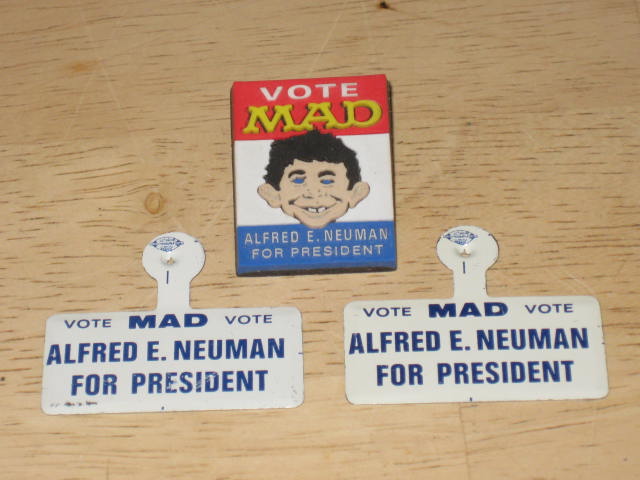 VOTE
MAD
ALFRED E. NEUMAN
FOR PRESIDENT
VOTE MAD VOTE
ALFRED E. NEUMAN
FOR PRESIDENT
VOTE MAD VOTE
ALFRED E. NEUMAN
FOR PRESIDENT